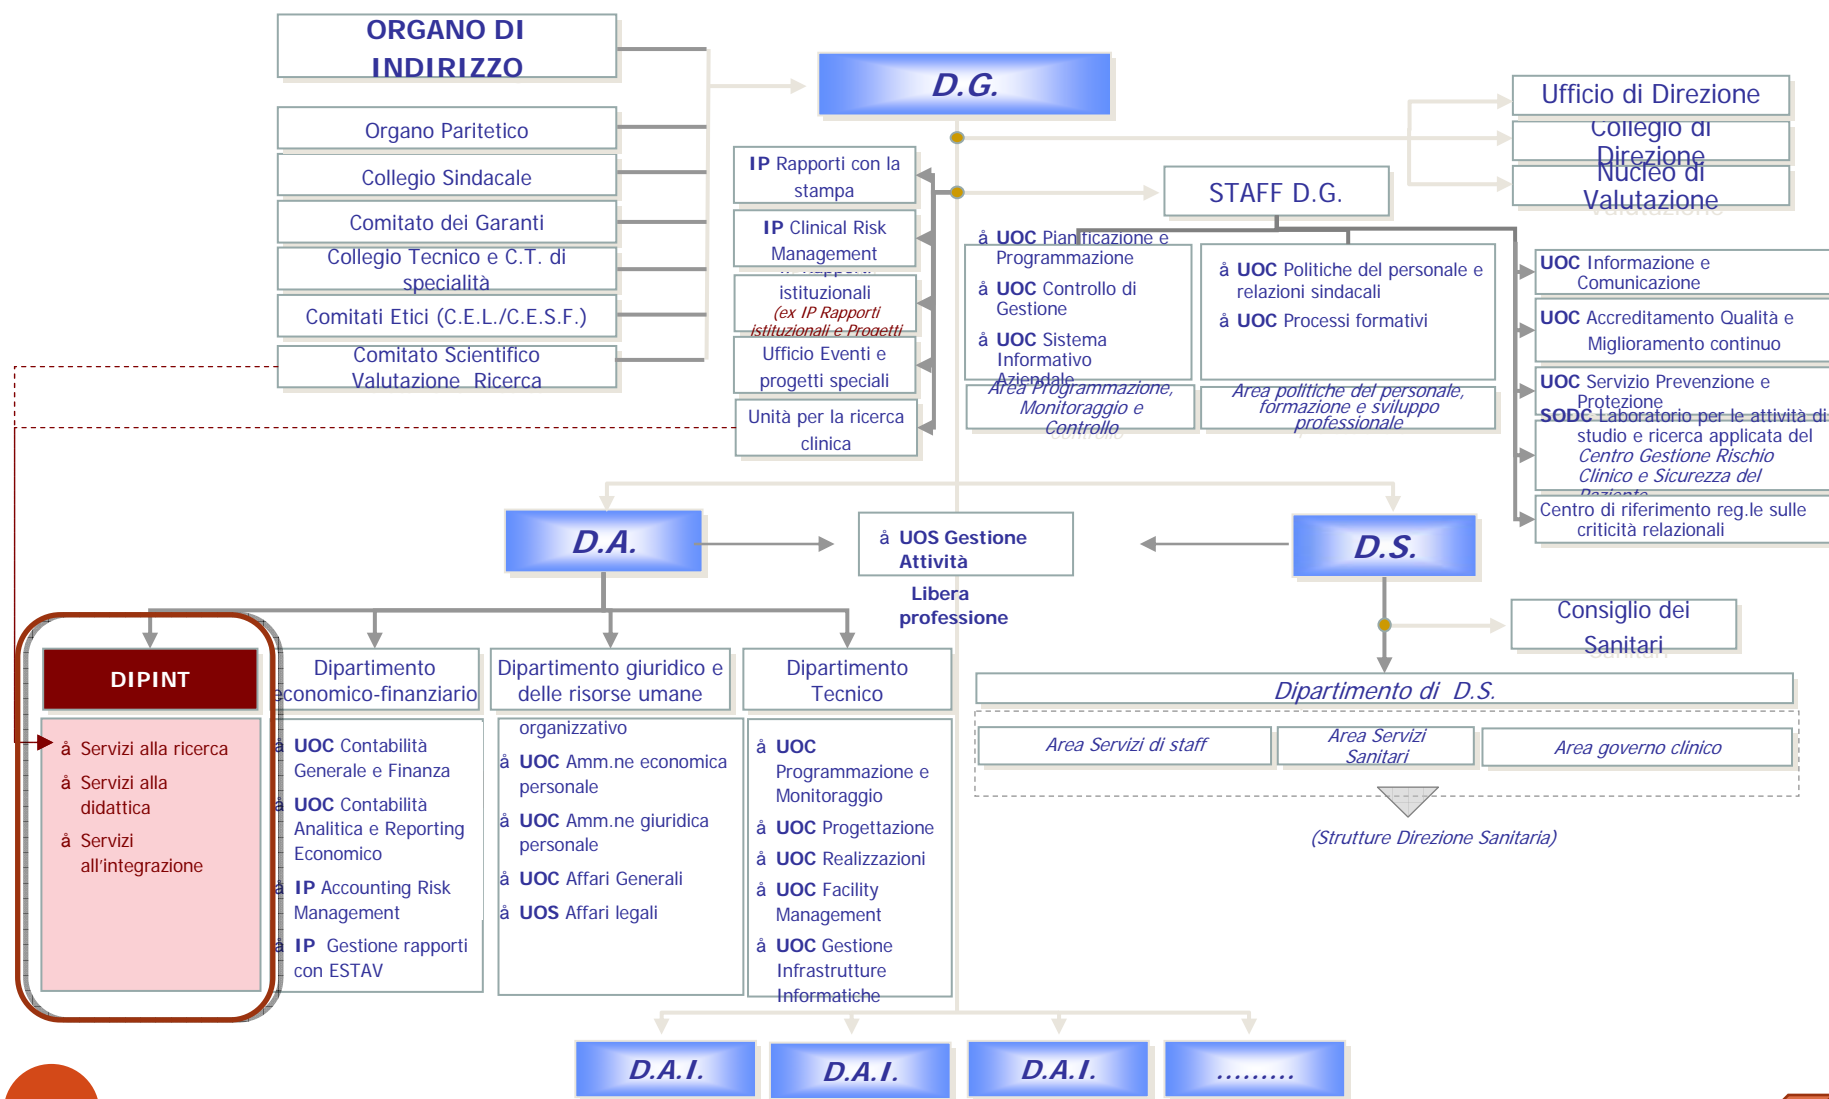 ORGANO DI
INDIRIZZO
Organo Paritetico
Collegio Sindacale
Comitato dei Garanti
Collegio Tecnico e C.T. di
specialità
Comitati Etici (C.E.L./C.E.S.F.)
Comitato Scientifico
Valutazione Ricerca
D.G.
Ufficio di Direzione
Collegio di
Direzione
Nucleo di
Valutazione
IP Rapporti con la
stampa
IP Clinical Risk
Management
IP Rapporti
istituzionali
(ex IP Rapporti
istituzionali e Progetti
Ufficio Eventi e
progetti speciali
Unità per la ricerca
clinica
STAFF D.G.
å UOC Pianificazione e
Programmazione
å UOC Controllo di
Gestione
å UOC Sistema
Informativo
Aziendale
Area Programmazione,
Monitoraggio e
Controllo
å UOC Politiche del personale e
relazioni sindacali
å UOC Processi formativi
Area politiche del personale,
formazione e sviluppo
professionale
UOC Informazione e
Comunicazione
UOC Accreditamento Qualità e
Miglioramento continuo
UOC Servizio Prevenzione e
Protezione
SODC Laboratorio per le attività di
studio e ricerca applicata del
Centro Gestione Rischio
Clinico e Sicurezza del
Paziente
Centro di riferimento reg.le sulle
criticità relazionali
D.A.
å UOS Gestione
Attività
Libera
professione
D.S.
Consiglio dei
Sanitari
DIPINT
å Servizi alla ricerca
å Servizi alla
didattica
å Servizi
all'integrazione
Dipartimento
economico-finanziario
å UOC Contabilità
Generale e Finanza
å UOC Contabilità
Analitica e Reporting
Economico
å IP Accounting Risk
Management
å IP Gestione rapporti
con ESTAV
Dipartimento giuridico e
delle risorse umane
organizzativo
å UOC Amm.ne economica
personale
å UOC Amm.ne giuridica
personale
å UOC Affari Generali
å UOS Affari legali
Dipartimento
Tecnico
å UOC
Programmazione e
Monitoraggio
å UOC Progettazione
å UOC Realizzazioni
å UOC Facility
Management
å UOC Gestione
Infrastrutture
Informatiche
Dipartimento di D.S.
Area Servizi di staff
Area Servizi
Sanitari
Area governo clinico
(Strutture Direzione Sanitaria)
D.A.I.
D.A.I.
D.A.I.
.........